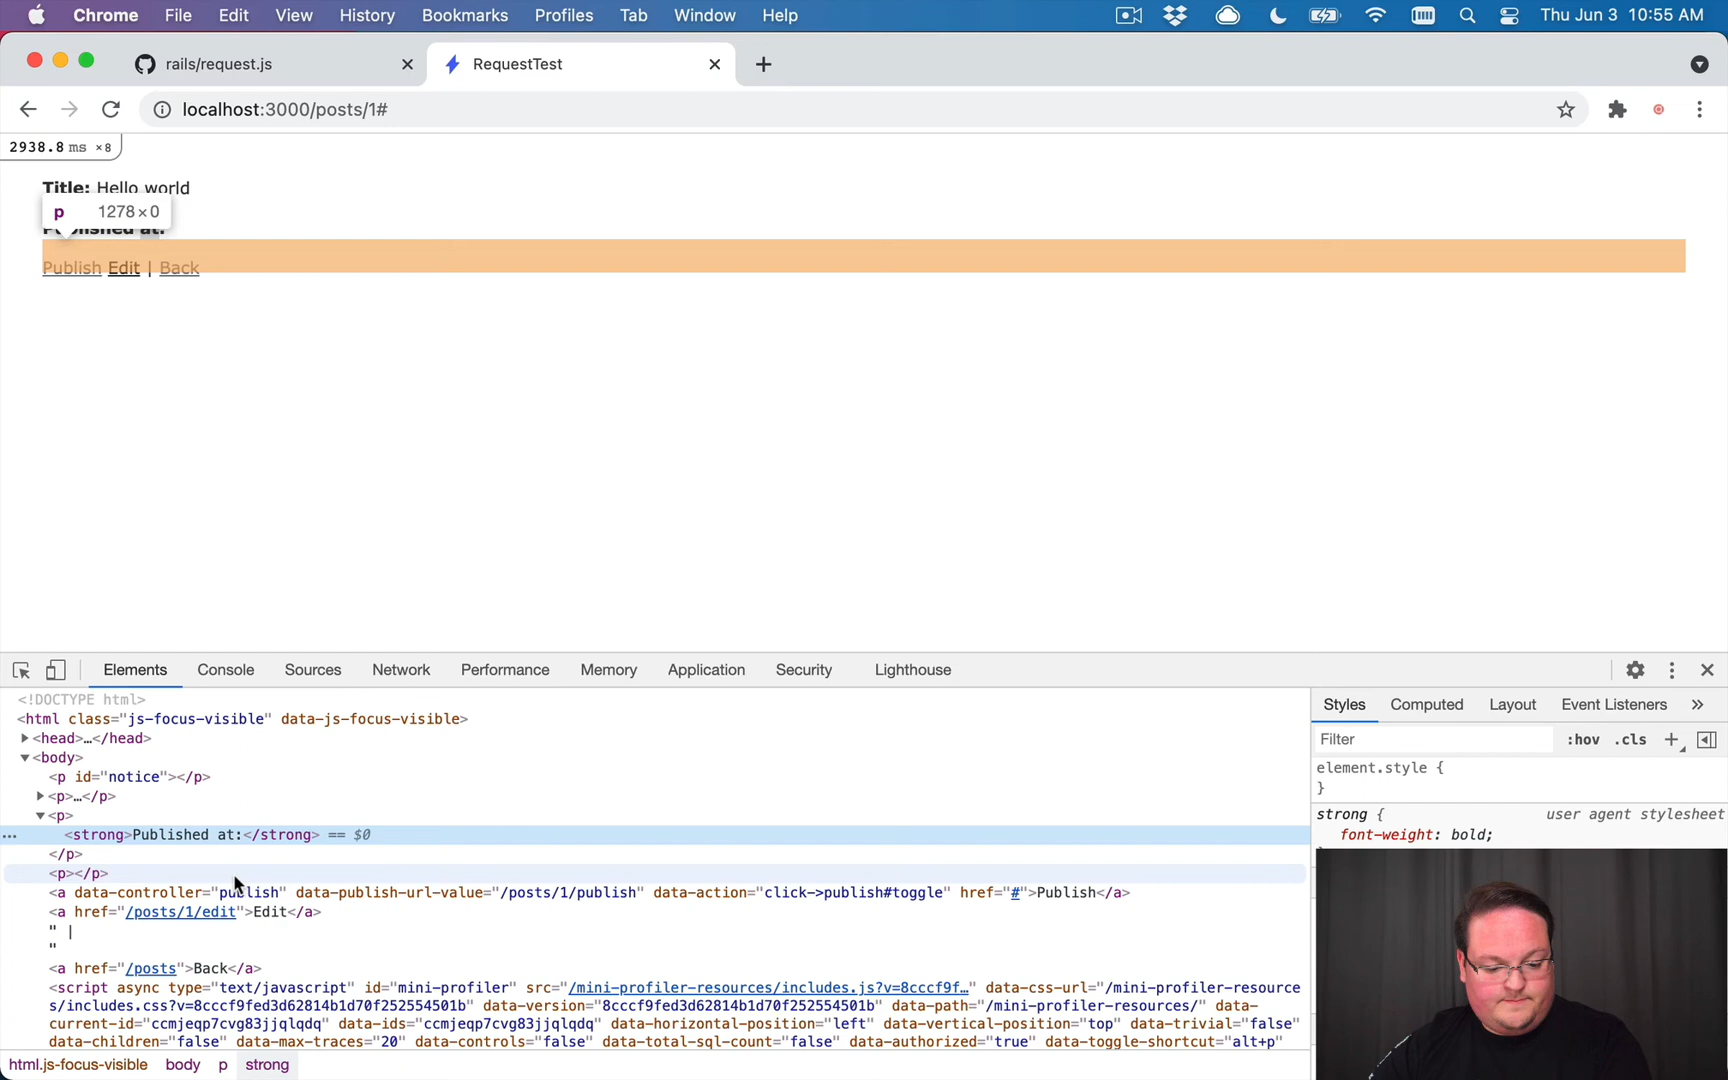 Chrome File Edit View History Bookmarks Profiles Tab Window Help Thu Jun 3 10:55 AM
rails/request.js RequestTest
localhost:3000/posts/1#
2938.8 ms ×8
Title: Hello world
p 1278×0
Published at:
Publish Edit | Back
Elements Console Sources Network Performance Memory Application Security Lighthouse
<!DOCTYPE html>
<html class="js-focus-visible" data-js-focus-visible>
<head>…</head>
<body>
<p id="notice"></p>
<p>…</p>
<p>
<strong>Published at:</strong> == $0
</p>
<p></p>
<a data-controller="publish" data-publish-url-value="/posts/1/publish" data-action="click->publish#toggle" href="#">Publish</a>
<a href="/posts/1/edit">Edit</a>
" |
"
<a href="/posts">Back</a>
<script async type="text/javascript" id="mini-profiler" src="/mini-profiler-resources/includes.js?v=8cccf9f…" data-css-url="/mini-profiler-resource
s/includes.css?v=8cccf9fed3d62814b1d70f252554501b" data-version="8cccf9fed3d62814b1d70f252554501b" data-path="/mini-profiler-resources/" data-
current-id="ccmjeqp7cvg83jjqlqdq" data-ids="ccmjeqp7cvg83jjqlqdq" data-horizontal-position="left" data-vertical-position="top" data-trivial="false"
data-children="false" data-max-traces="20" data-controls="false" data-total-sql-count="false" data-authorized="true" data-toggle-shortcut="alt+p"
html.js-focus-visible body p strong
Styles Computed Layout Event Listeners »
Filter :hov .cls +
element.style {
}
strong { user agent stylesheet
font-weight: bold;